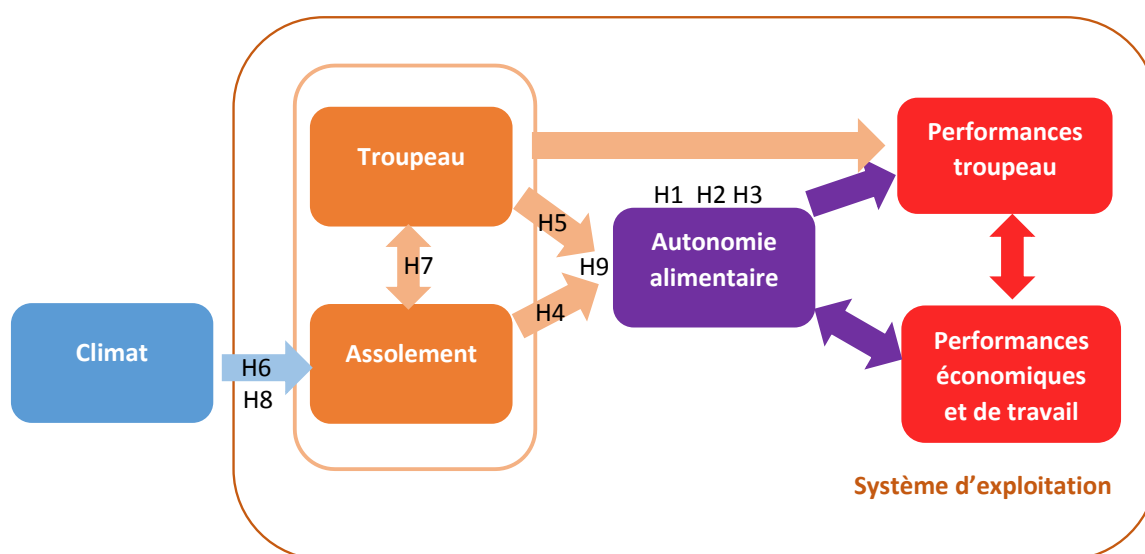 Troupeau
Performances
troupeau
H1 H2 H3
H5
Autonomie
alimentaire
H7
H9
H4
Climat
H6
H8
Assolement
Performances
économiques
et de travail
Système d’exploitation